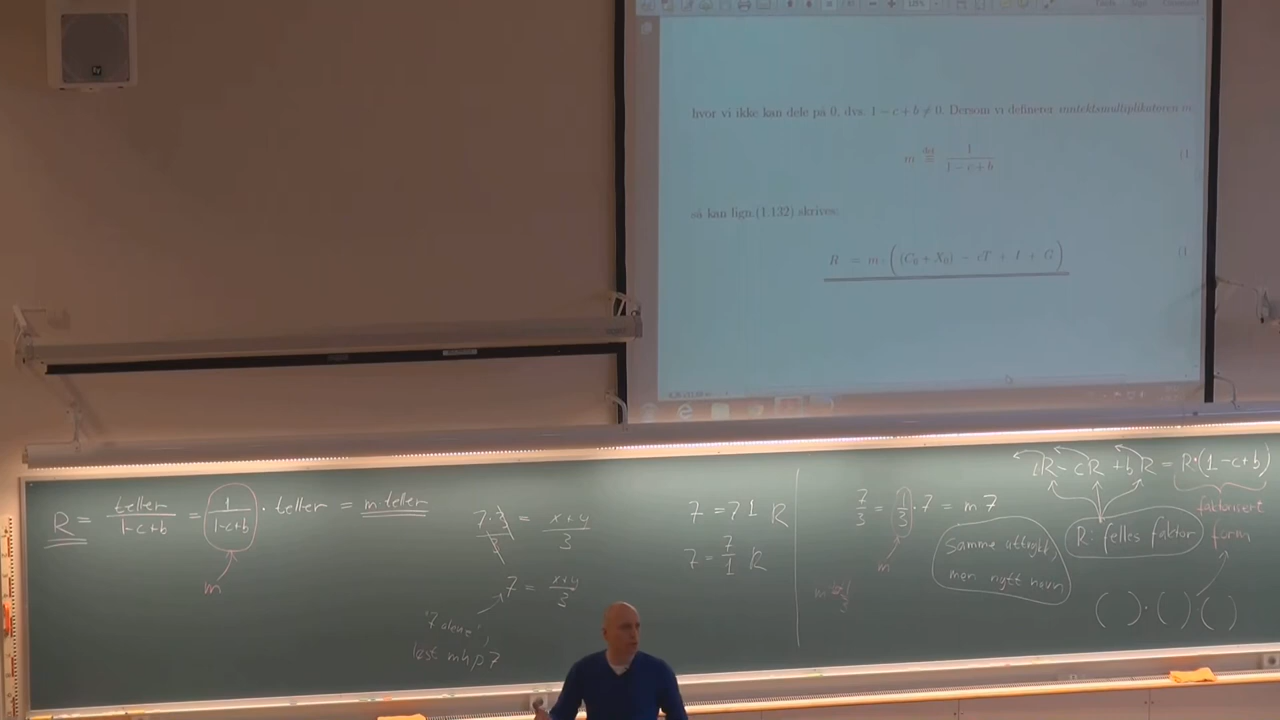 hvor vi ikke kan dele på 0, dvs. 1 − c + b ≠ 0. Dersom vi definerer inntektsmultiplikatoren m
m def≡ 1/(1 − c + b)
så kan lign.(1.132) skrives:
R = m · ( (C₀ + X₀) − cT + I + G )
R = teller/(1-c+b) = 1/(1-c+b) · teller = m·teller
m
7·3/3 = x+y/3
7 = x+y/3
"7 alene",
løst mhp 7
7 = 7·1 R
7 = 7/1 R
7/3 = 1/3 · 7 = m 7
m
Samme uttrykk,
men nytt navn
1R − cR + bR = R·(1−c+b)
R: felles faktor
faktorisert
form
( )·( )( )